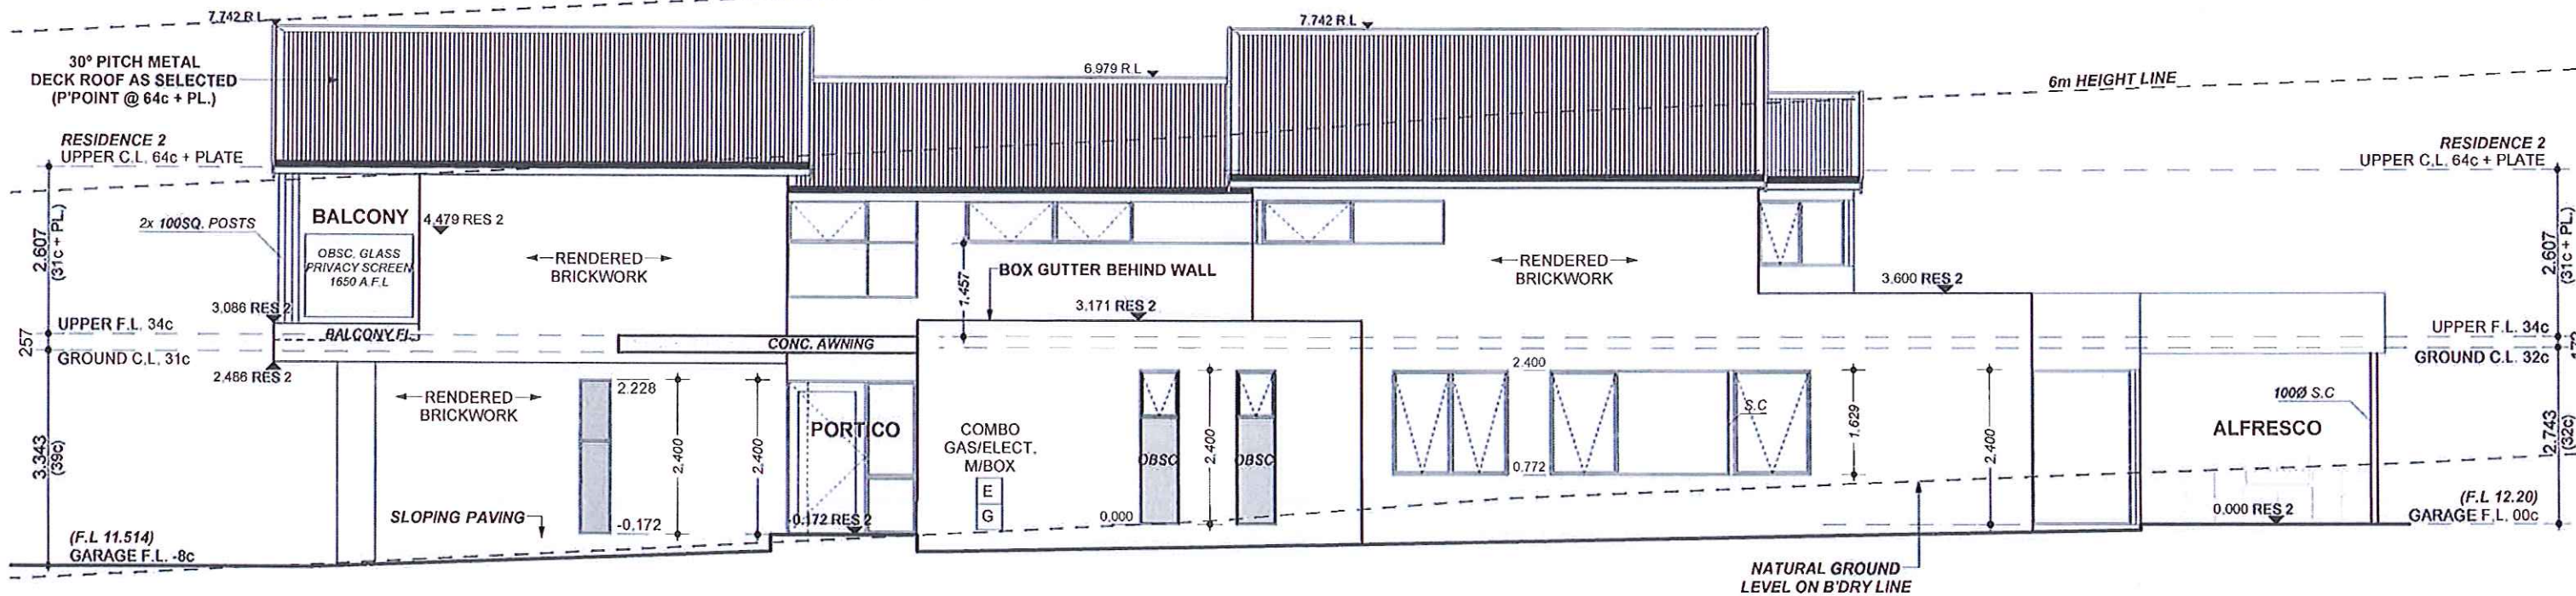 7.742 R.L
7.742 R.L
30° PITCH METAL
DECK ROOF AS SELECTED
(P'POINT @ 64c + PL.)
6.979 R.L
6m HEIGHT LINE
RESIDENCE 2
UPPER C.L. 64c + PLATE
RESIDENCE 2
UPPER C.L. 64c + PLATE
2x 100SQ. POSTS
BALCONY
4.479 RES 2
OBSC. GLASS
PRIVACY SCREEN
1650 A.F.L
RENDERED
BRICKWORK
BOX GUTTER BEHIND WALL
1.457
RENDERED
BRICKWORK
2.607
(31c + PL.)
2.607
(31c + PL.)
3.086 RES 2
3.171 RES 2
3.600 RES 2
UPPER F.L. 34c
BALCONY FL.
257
GROUND C.L. 31c
CONC. AWNING
UPPER F.L. 34c
GROUND C.L. 32c
2.486 RES 2
2.228
2.400
RENDERED
BRICKWORK
2.400
2.400
PORTICO
COMBO
GAS/ELECT.
M/BOX
E
G
OBSC
2.400
OBSC
S.C
1.629
2.400
100Ø S.C
ALFRESCO
3.343
(39c)
2.743
(32c)
0.772
SLOPING PAVING
-0.172
-0.172 RES 2
0.000
0.000 RES 2
(F.L 11.514)
GARAGE F.L. -8c
(F.L 12.20)
GARAGE F.L. 00c
NATURAL GROUND
LEVEL ON B'DRY LINE